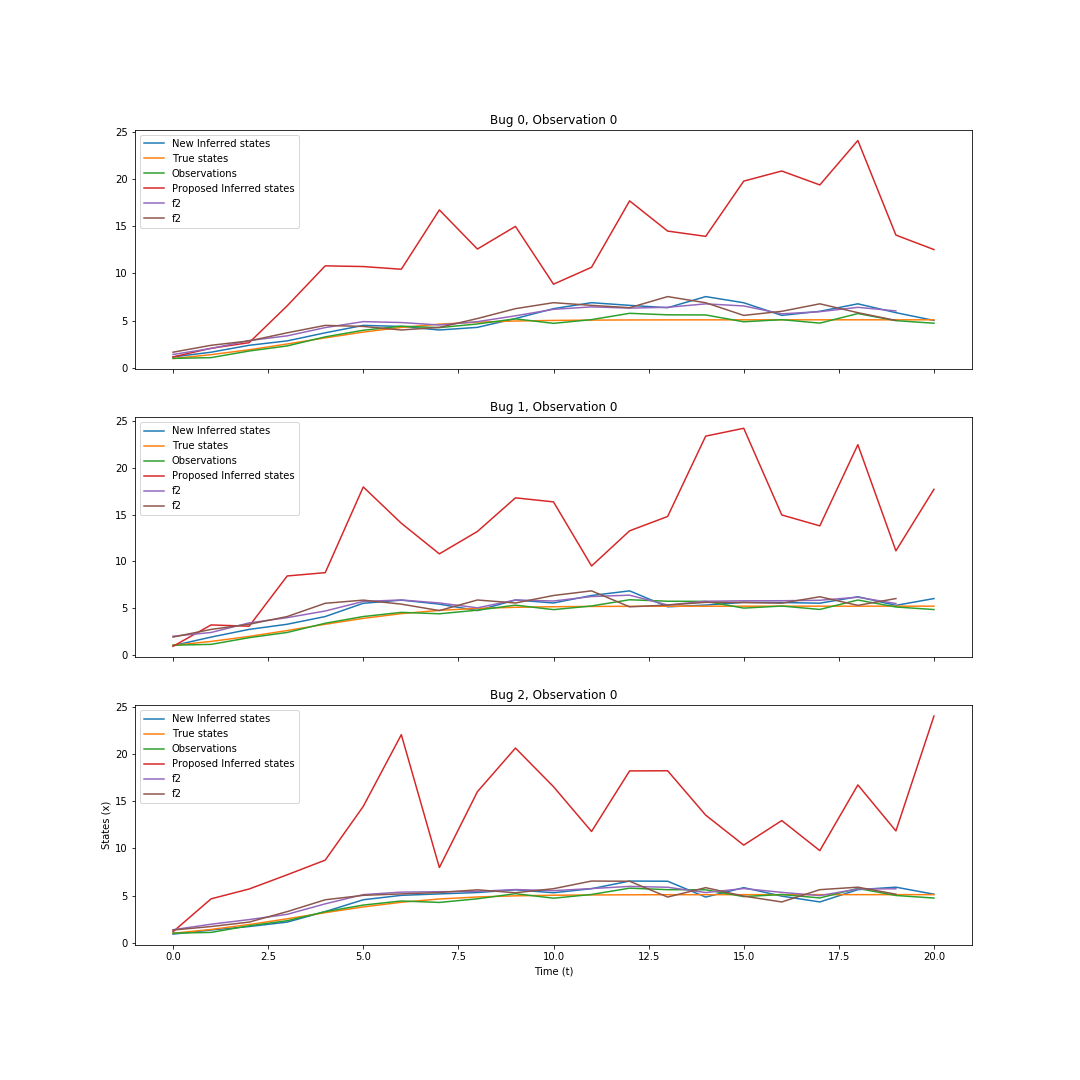 Bug 0, Observation 0
25
20
15
10
5
0
New Inferred states
True states
Observations
Proposed Inferred states
f2
f2
Bug 1, Observation 0
25
20
15
10
5
0
New Inferred states
True states
Observations
Proposed Inferred states
f2
f2
Bug 2, Observation 0
States (x)
25
20
15
10
5
0
New Inferred states
True states
Observations
Proposed Inferred states
f2
f2
0.0 2.5 5.0 7.5 10.0 12.5 15.0 17.5 20.0
Time (t)